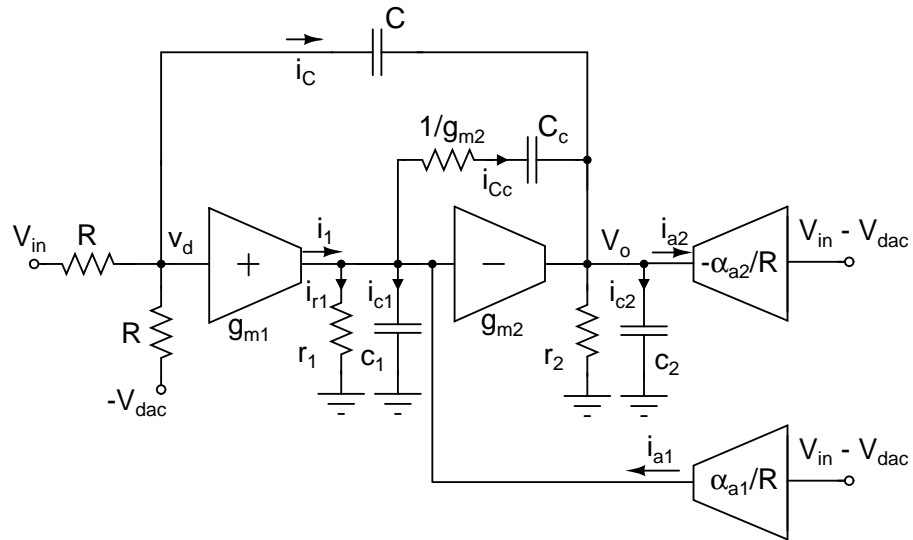 C
i_C
1/g_m2
C_c
i_Cc
V_in
R
v_d
+
i_1
g_m1
R
-V_dac
i_r1
r_1
i_c1
c_1
−
g_m2
V_o
r_2
i_a2
i_c2
c_2
-α_a2/R
V_in - V_dac
i_a1
α_a1/R
V_in - V_dac